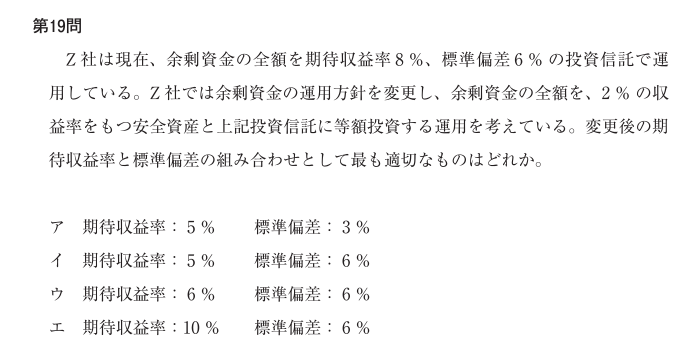 第19問
Z社は現在、余剰資金の全額を期待収益率8%、標準偏差6%の投資信託で運
用している。Z社では余剰資金の運用方針を変更し、余剰資金の全額を、2%の収
益率をもつ安全資産と上記投資信託に等額投資する運用を考えている。変更後の期
待収益率と標準偏差の組み合わせとして最も適切なものはどれか。
ア 期待収益率：5% 標準偏差：3%
イ 期待収益率：5% 標準偏差：6%
ウ 期待収益率：6% 標準偏差：6%
エ 期待収益率：10% 標準偏差：6%